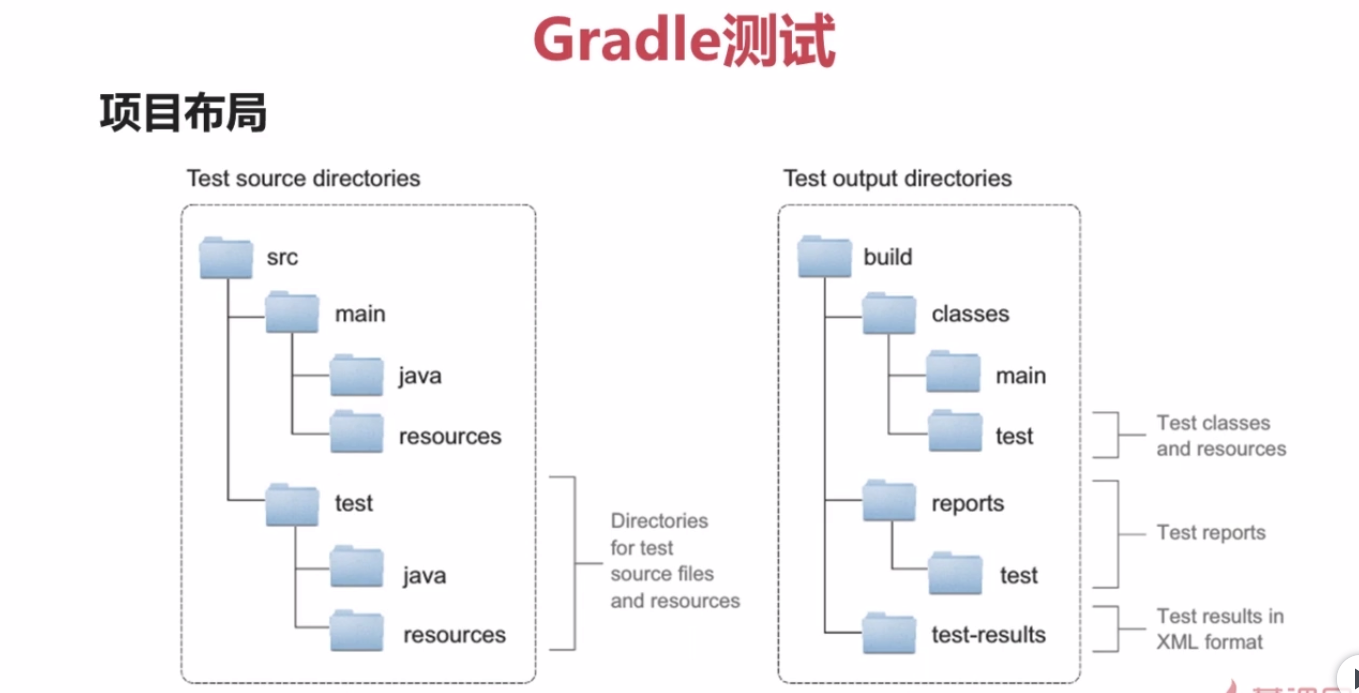 Gradle测试
项目布局
Test source directories
src
main
java
resources
test
java
resources
Directories
for test
source files
and resources
Test output directories
build
classes
main
test
Test classes
and resources
reports
test
Test reports
test-results
Test results in
XML format